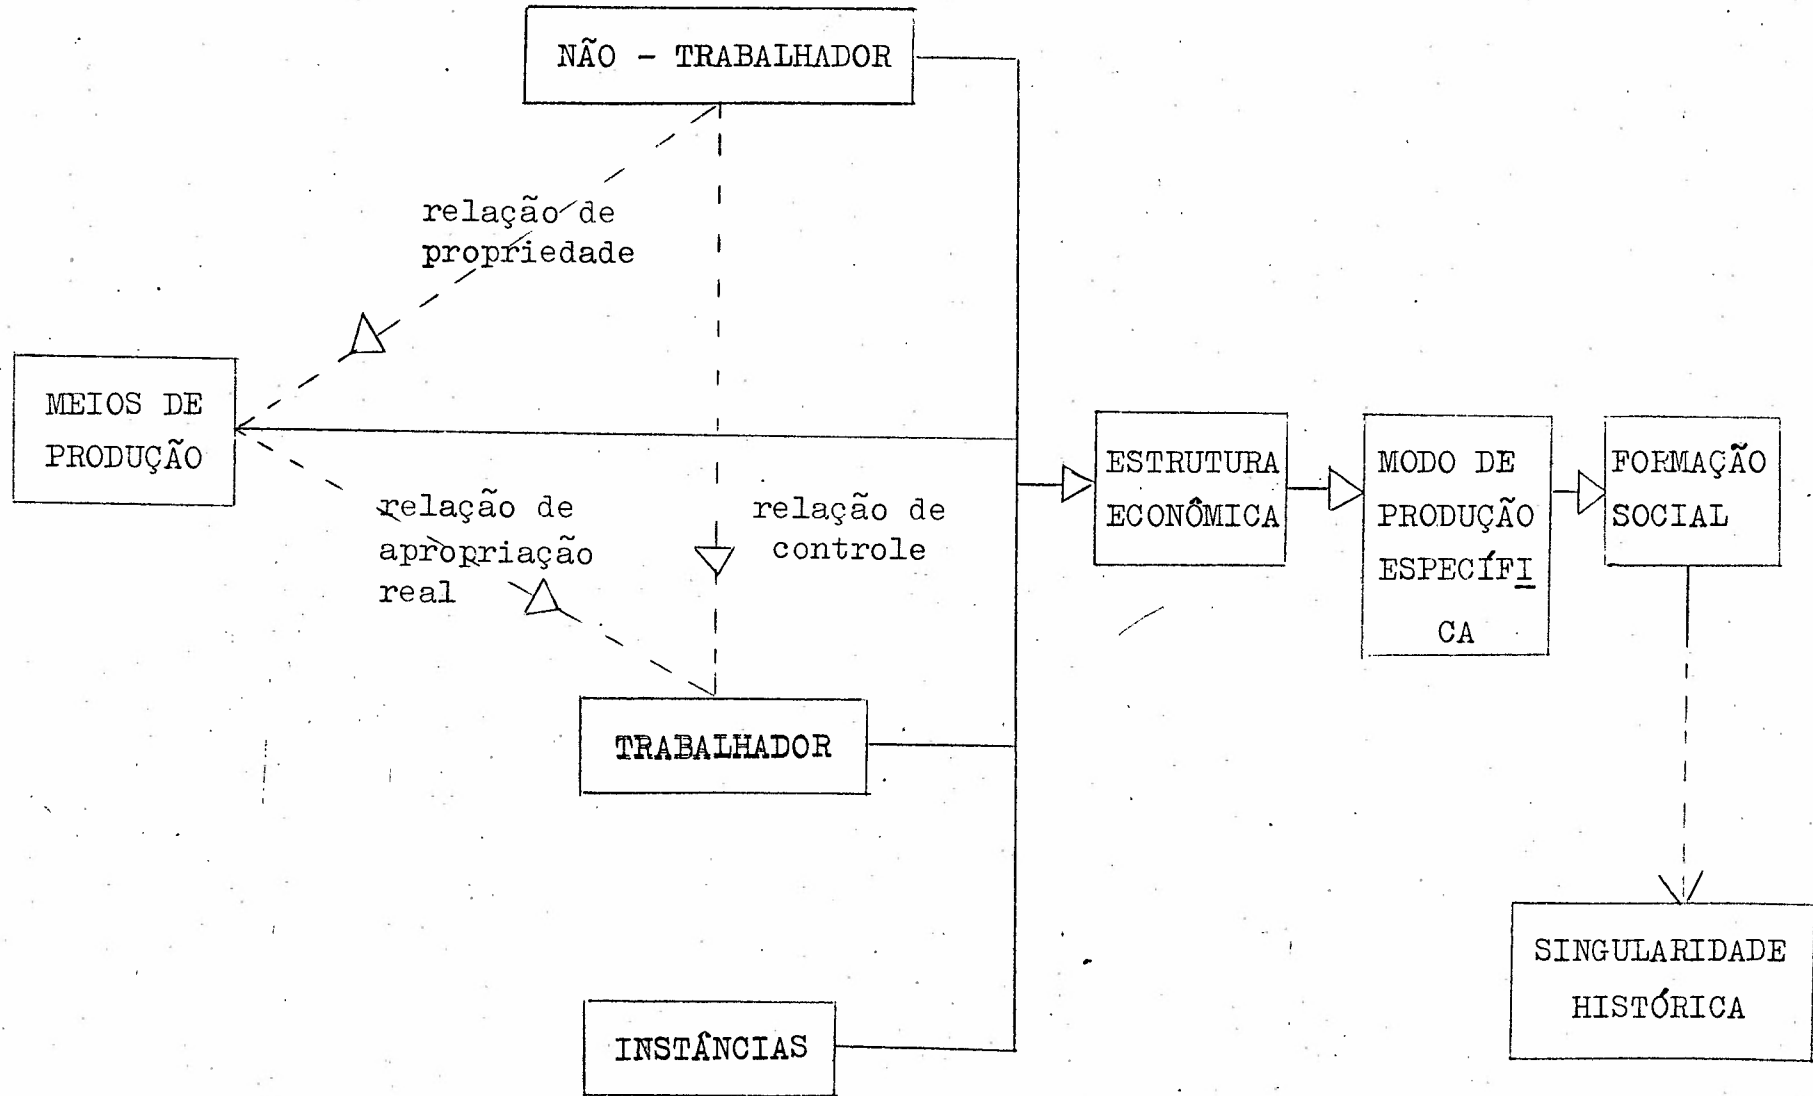 NÃO - TRABALHADOR
relação de
propriedade
MEIOS DE
PRODUÇÃO
relação de
apropriação
real
relação de
controle
ESTRUTURA
ECONÔMICA
MODO DE
PRODUÇÃO
ESPECÍFI
CA
FORMAÇÃO
SOCIAL
TRABALHADOR
SINGULARIDADE
HISTÓRICA
INSTÂNCIAS